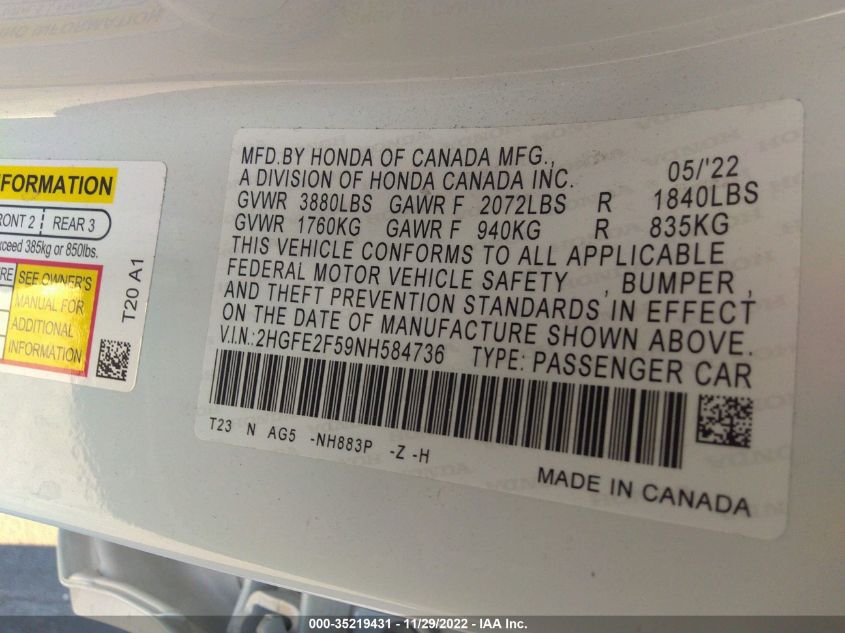 NFORMATION
RONT 2 REAR 3
xceed 385kg or 850lbs.
RE SEE OWNER'S
MANUAL FOR
ADDITIONAL
INFORMATION
T20 A1
MFD.BY HONDA OF CANADA MFG., 05/'22
A DIVISION OF HONDA CANADA INC.
GVWR 3880LBS GAWR F 2072LBS R 1840LBS
GVWR 1760KG GAWR F 940KG R 835KG
THIS VEHICLE CONFORMS TO ALL APPLICABLE
FEDERAL MOTOR VEHICLE SAFETY , BUMPER ,
AND THEFT PREVENTION STANDARDS IN EFFECT
ON THE DATE OF MANUFACTURE SHOWN ABOVE.
V.I.N.:2HGFE2F59NH584736 TYPE: PASSENGER CAR
T23 N AG5 -NH883P -Z -H
MADE IN CANADA
000-35219431 - 11/29/2022 - IAA Inc.